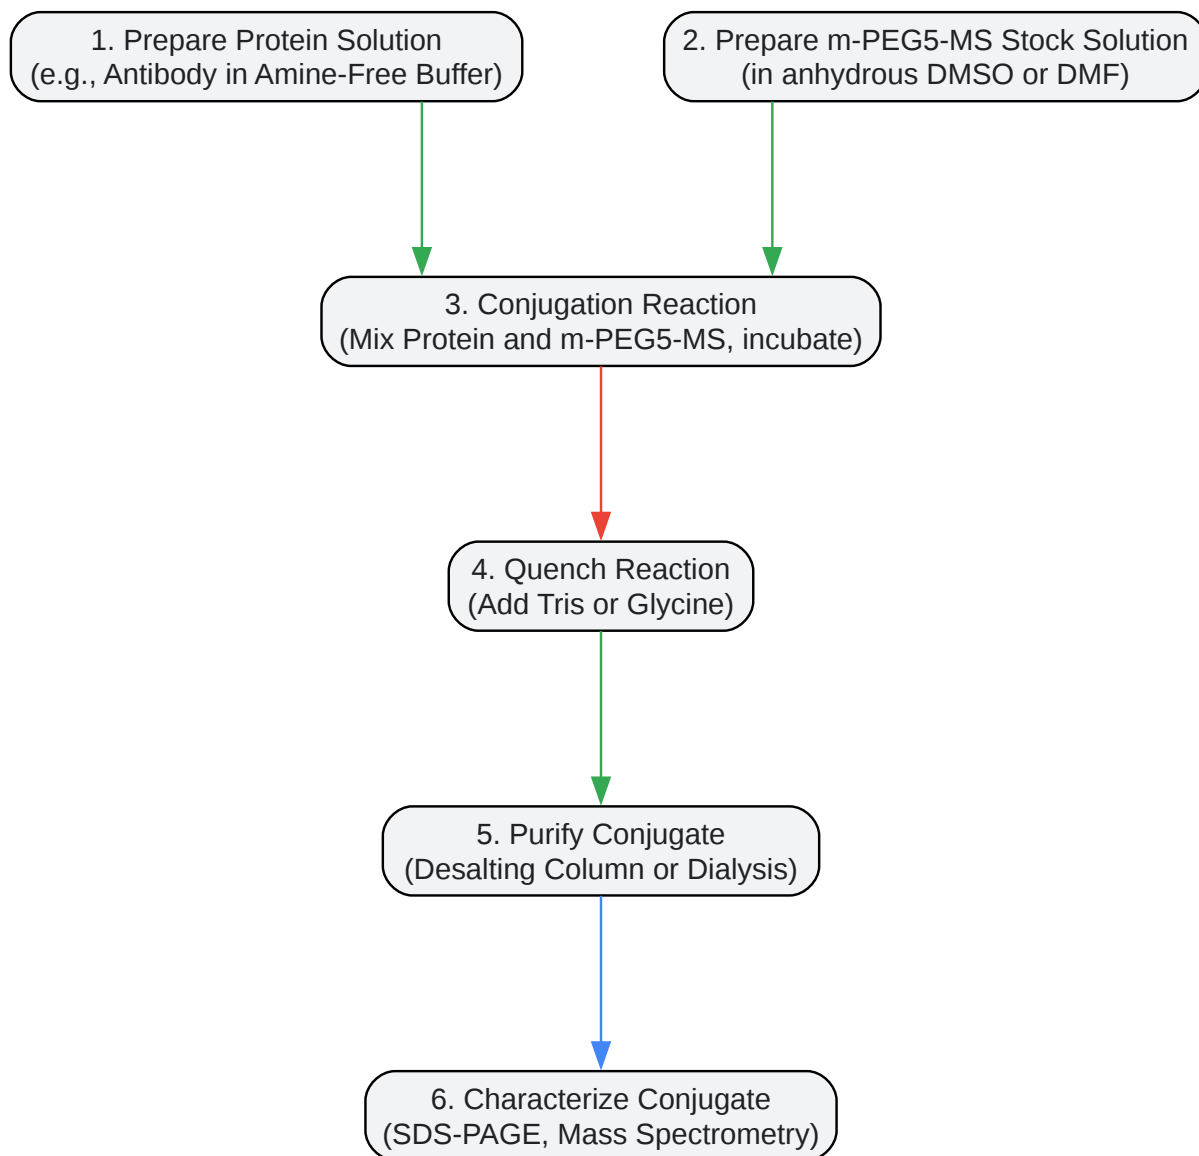 1. Prepare Protein Solution
(e.g., Antibody in Amine-Free Buffer)
2. Prepare m-PEG5-MS Stock Solution
(in anhydrous DMSO or DMF)
3. Conjugation Reaction
(Mix Protein and m-PEG5-MS, incubate)
4. Quench Reaction
(Add Tris or Glycine)
5. Purify Conjugate
(Desalting Column or Dialysis)
6. Characterize Conjugate
(SDS-PAGE, Mass Spectrometry)